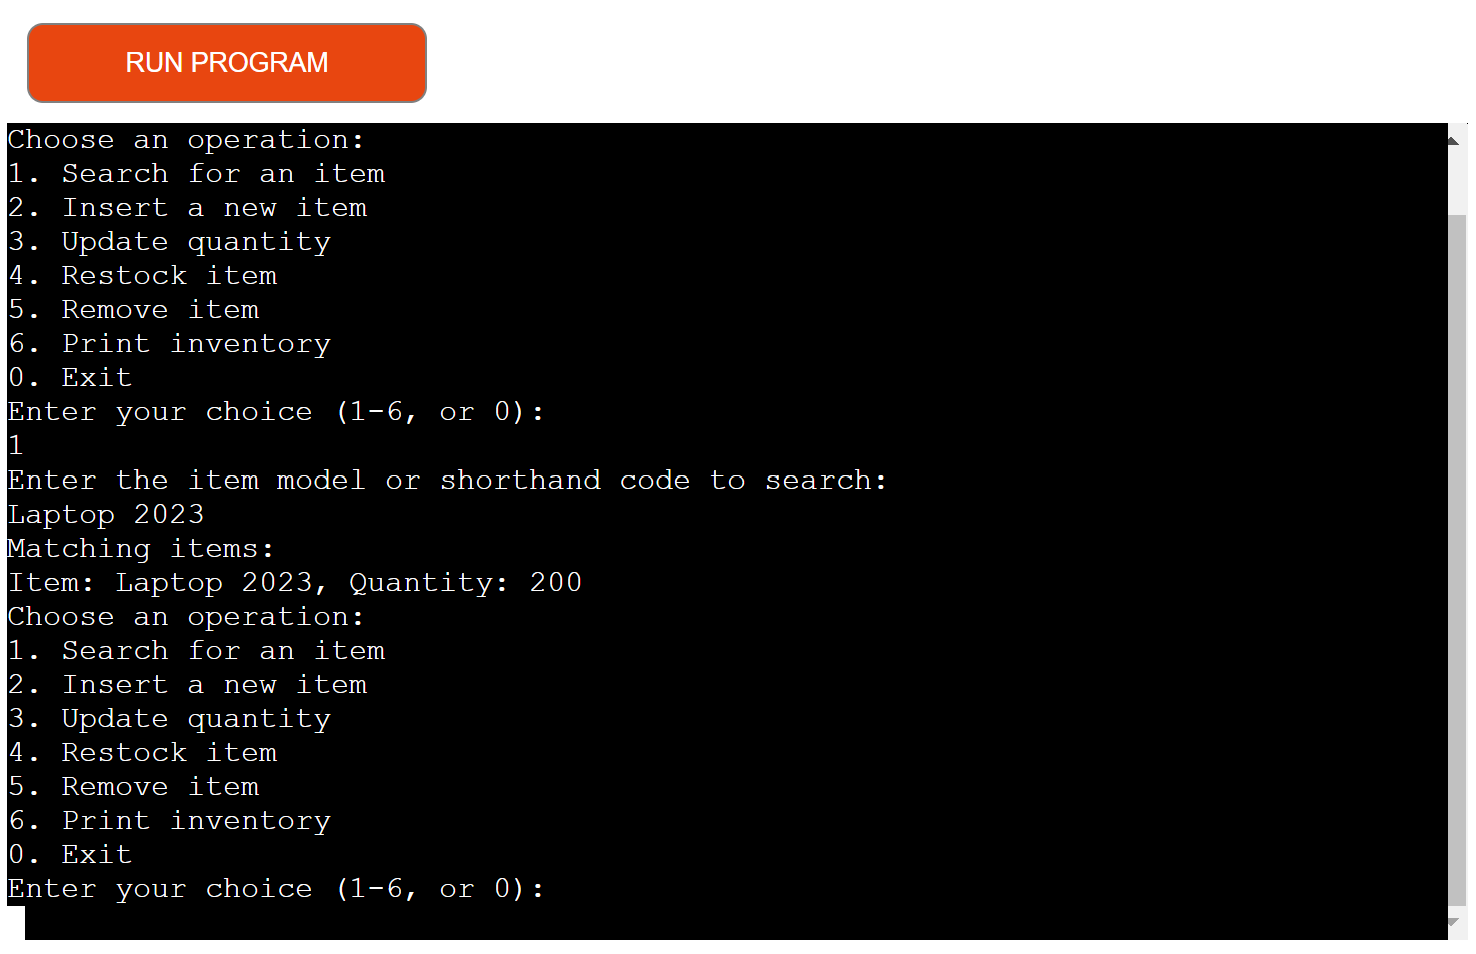 RUN PROGRAM
Choose an operation:
1. Search for an item
2. Insert a new item
3. Update quantity
4. Restock item
5. Remove item
6. Print inventory
0. Exit
Enter your choice (1-6, or 0):
1
Enter the item model or shorthand code to search:
Laptop 2023
Matching items:
Item: Laptop 2023, Quantity: 200
Choose an operation:
1. Search for an item
2. Insert a new item
3. Update quantity
4. Restock item
5. Remove item
6. Print inventory
0. Exit
Enter your choice (1-6, or 0):